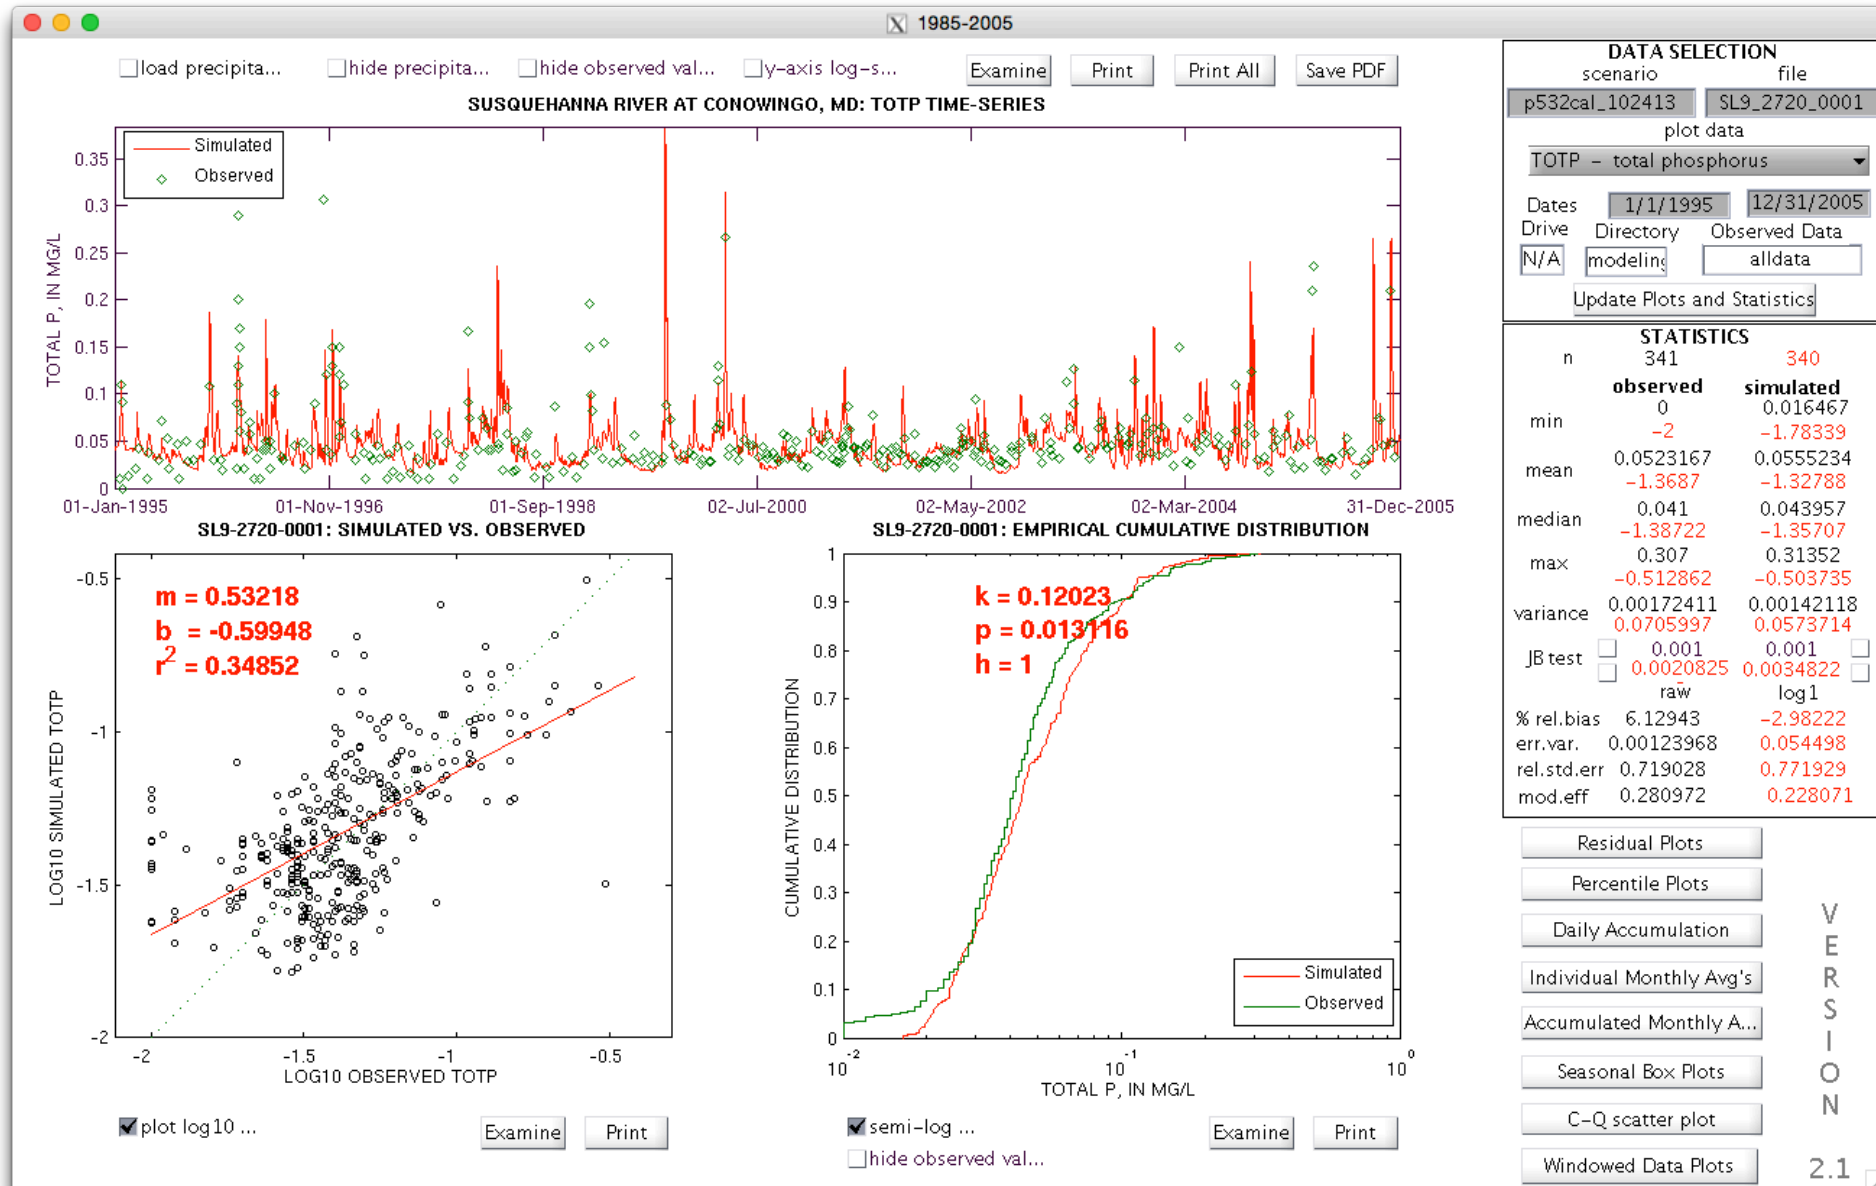 1985-2005
load precipita...
hide precipita...
hide observed val...
y-axis log-s...
Examine
Print
Print All
Save PDF
SUSQUEHANNA RIVER AT CONOWINGO, MD: TOTP TIME-SERIES
Simulated
Observed
TOTAL P, IN MG/L
0.35
0.3
0.25
0.2
0.15
0.1
0.05
0
01-Jan-1995
01-Nov-1996
01-Sep-1998
02-Jul-2000
02-May-2002
02-Mar-2004
31-Dec-2005
SL9-2720-0001: SIMULATED VS. OBSERVED
m = 0.53218
b = -0.59948
r2 = 0.34852
LOG10 SIMULATED TOTP
-0.5
-1
-1.5
-2
-2
-1.5
-1
-0.5
LOG10 OBSERVED TOTP
plot log10 ...
Examine
Print
SL9-2720-0001: EMPIRICAL CUMULATIVE DISTRIBUTION
k = 0.12023
p = 0.013116
h = 1
CUMULATIVE DISTRIBUTION
1
0.9
0.8
0.7
0.6
0.5
0.4
0.3
0.2
0.1
0
Simulated
Observed
10-2
10-1
100
TOTAL P, IN MG/L
semi-log ...
hide observed val...
Examine
Print
DATA SELECTION
scenario file
p532cal_102413 SL9_2720_0001
plot data
TOTP - total phosphorus
Dates 1/1/1995 12/31/2005
Drive Directory Observed Data
N/A modeling alldata
Update Plots and Statistics
STATISTICS
n 341 340
observed simulated
min 0 0.016467
-2 -1.78339
mean 0.0523167 0.0555234
-1.3687 -1.32788
median 0.041 0.043957
-1.38722 -1.35707
max 0.307 0.31352
-0.512862 -0.503735
variance 0.00172411 0.00142118
0.0705997 0.0573714
JB test 0.001 0.001
0.0020825 0.0034822
raw log1
% rel.bias 6.12943 -2.98222
err.var. 0.00123968 0.054498
rel.std.err 0.719028 0.771929
mod.eff 0.280972 0.228071
Residual Plots
Percentile Plots
Daily Accumulation
Individual Monthly Avg's
Accumulated Monthly A...
Seasonal Box Plots
C-Q scatter plot
Windowed Data Plots
VERSION
2.1